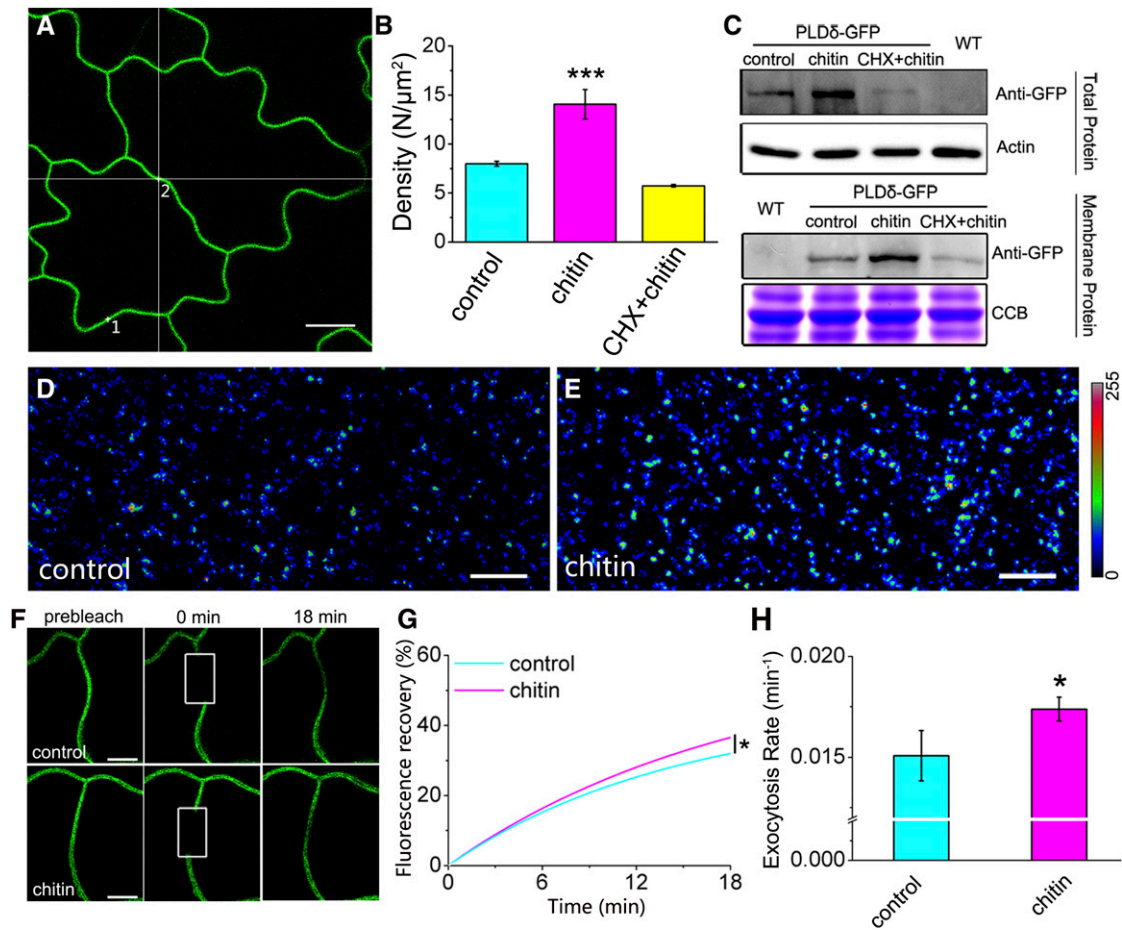 A
1
2
B
Density (N/μm²)
20
15
10
5
0
***
control
chitin
CHX+chitin
C
PLDδ-GFP
WT
control
chitin
CHX+chitin
Anti-GFP
Actin
Total Protein
PLDδ-GFP
WT
control
chitin
CHX+chitin
Anti-GFP
CCB
Membrane Protein
D
control
E
chitin
255
0
F
prebleach
0 min
18 min
control
chitin
G
Fluorescence recovery (%)
60
40
20
0
control
chitin
*
0
6
12
18
Time (min)
H
Exocytosis Rate (min⁻¹)
0.020
0.015
0.000
*
control
chitin